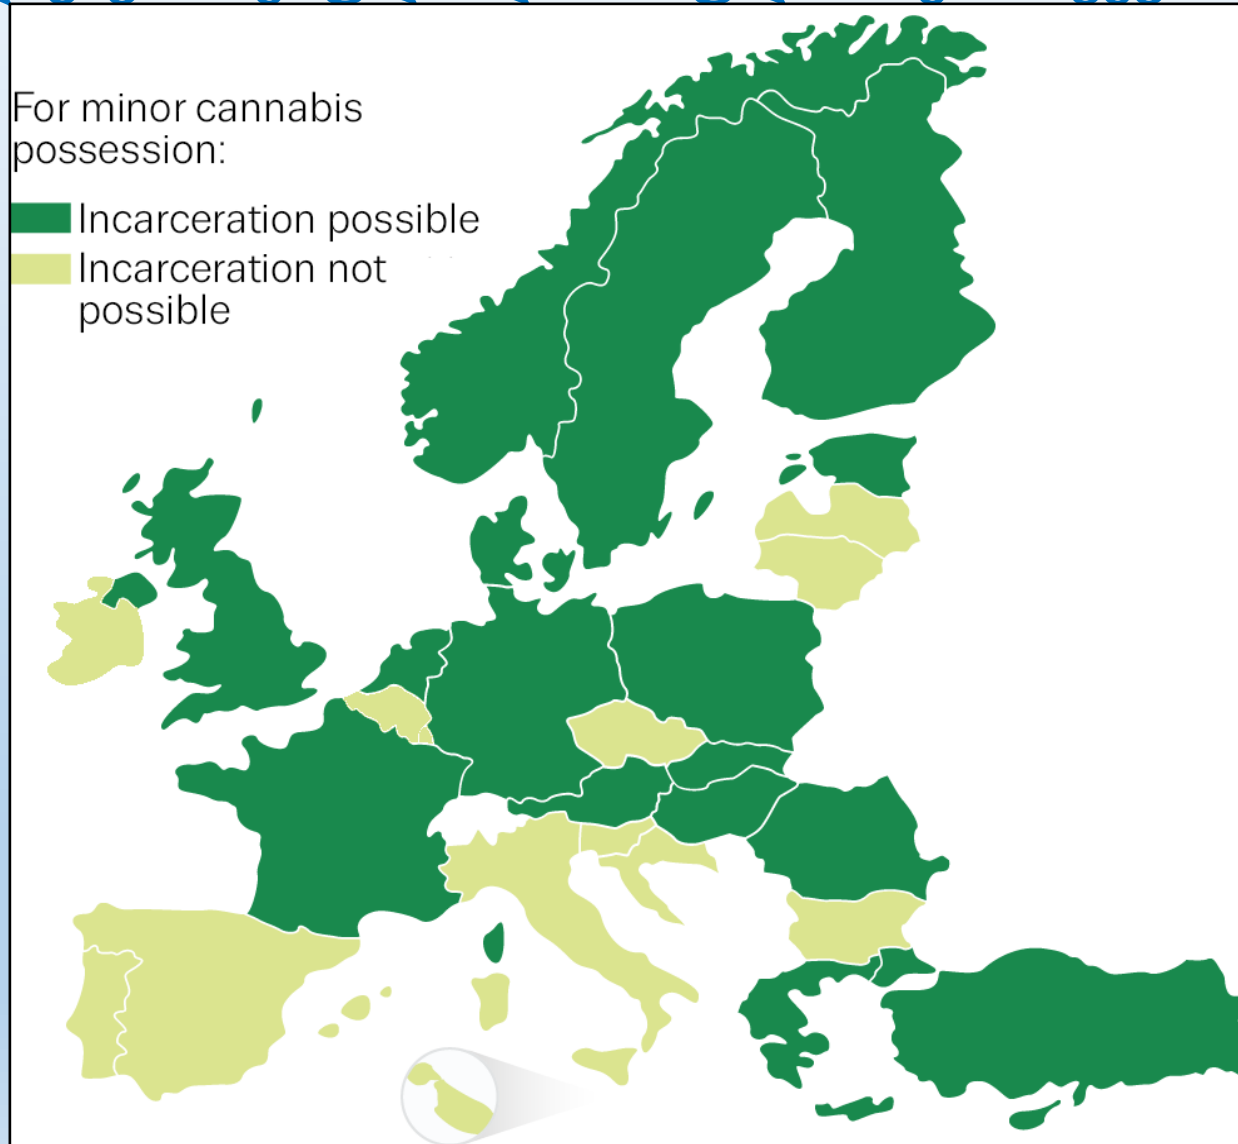 For minor cannabis
possession:
Incarceration possible
Incarceration not
possible